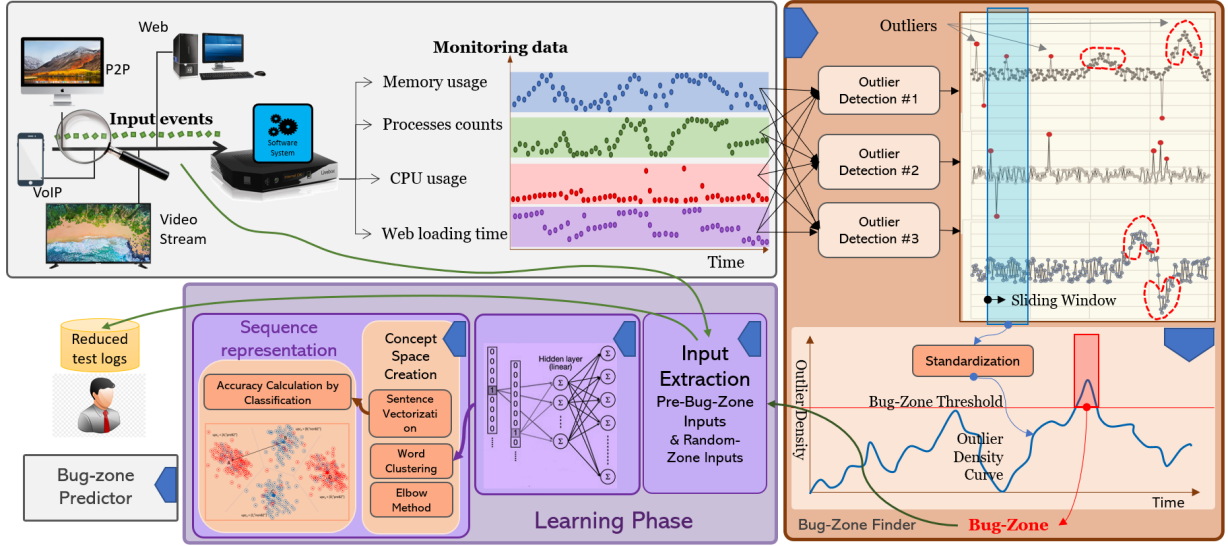 Web
P2P
Input events
VoIP
Video
Stream
Software
System
Monitoring data
Memory usage
Processes counts
CPU usage
Web loading time
Time
Outlier
Detection #1
Outlier
Detection #2
Outlier
Detection #3
Outliers
Sliding Window
Standardization
Bug-Zone Threshold
Outlier
Density
Curve
Outlier Density
Time
Bug-Zone Finder
Bug-Zone
Reduced
test logs
Bug-zone
Predictor
Sequence
representation
Accuracy Calculation by
Classification
Concept
Space
Creation
Sentence
Vectorizati
on
Word
Clustering
Elbow
Method
Hidden layer
(linear)
Input
Extraction
Pre-Bug-Zone
Inputs
& Random-
Zone Inputs
Learning Phase